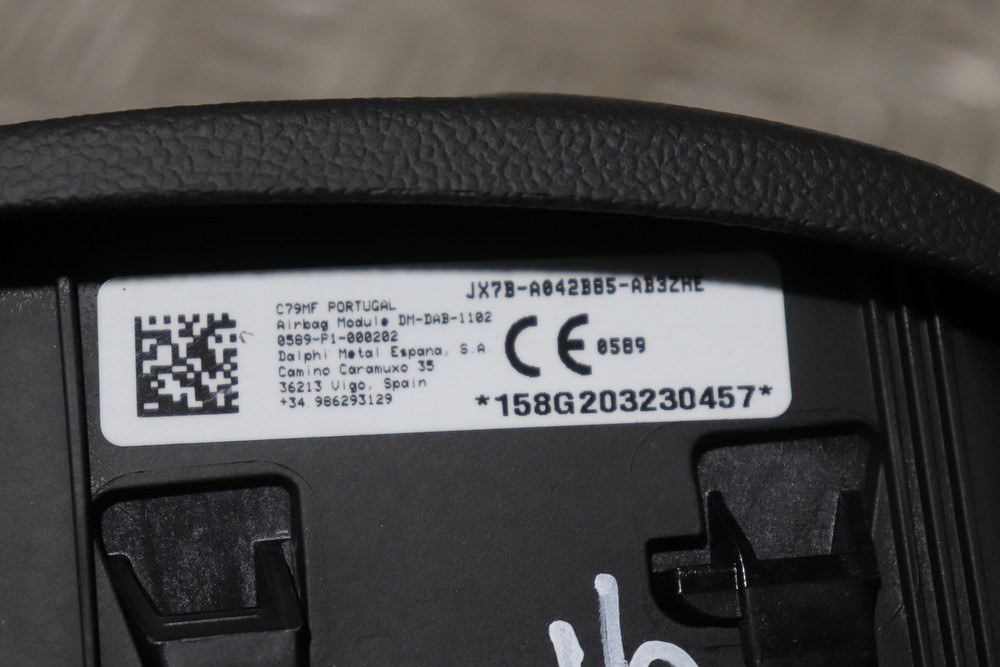 JX7B-A042B85-AB3ZHE
C79MF PORTUGAL
Airbag Module DM-DAB-1102
0589-P1-000202
Dalphi Metal Espana, S.A
Camino Caramuxo 35
36213 Vigo, Spain
+34 986293129
CE 0589
*158G203230457*